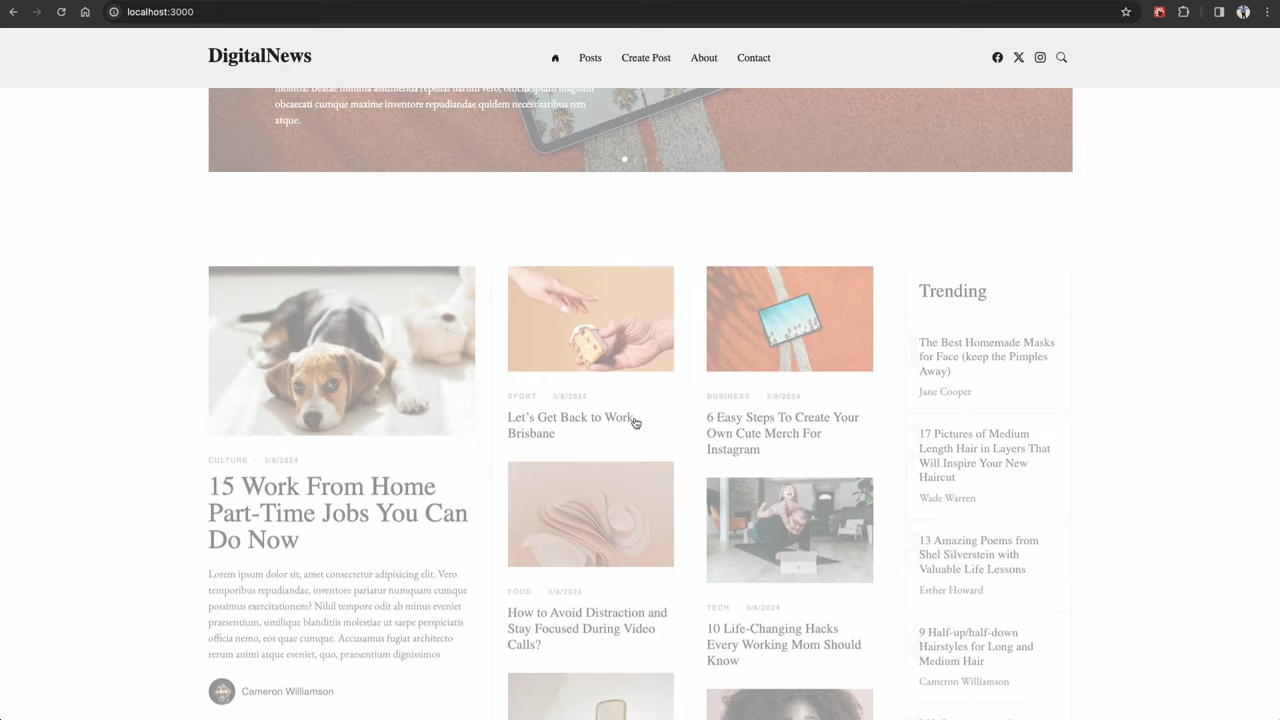 localhost:3000
DigitalNews
Posts
Create Post
About
Contact
obcaecati cumque maxime inventore repudiandae quidem necessitatibus rem
atque.
CULTURE · 3/8/2024
15 Work From Home
Part-Time Jobs You Can
Do Now
Lorem ipsum dolor sit, amet consectetur adipisicing elit. Vero
temporibus repudiandae, inventore pariatur numquam cumque
possimus exercitationem? Nihil tempore odit ab minus eveniet
praesentium, similique blanditiis molestiae ut saepe perspiciatis
officia nemo, eos quae cumque. Accusamus fugiat architecto
rerum animi atque eveniet, quo, praesentium dignissimos
Cameron Williamson
SPORT · 3/8/2024
Let's Get Back to Work,
Brisbane
FOOD · 3/8/2024
How to Avoid Distraction and
Stay Focused During Video
Calls?
BUSINESS · 3/8/2024
6 Easy Steps To Create Your
Own Cute Merch For
Instagram
TECH · 3/8/2024
10 Life-Changing Hacks
Every Working Mom Should
Know
Trending
The Best Homemade Masks
for Face (keep the Pimples
Away)
Jane Cooper
17 Pictures of Medium
Length Hair in Layers That
Will Inspire Your New
Haircut
Wade Warren
13 Amazing Poems from
Shel Silverstein with
Valuable Life Lessons
Esther Howard
9 Half-up/half-down
Hairstyles for Long and
Medium Hair
Cameron Williamson